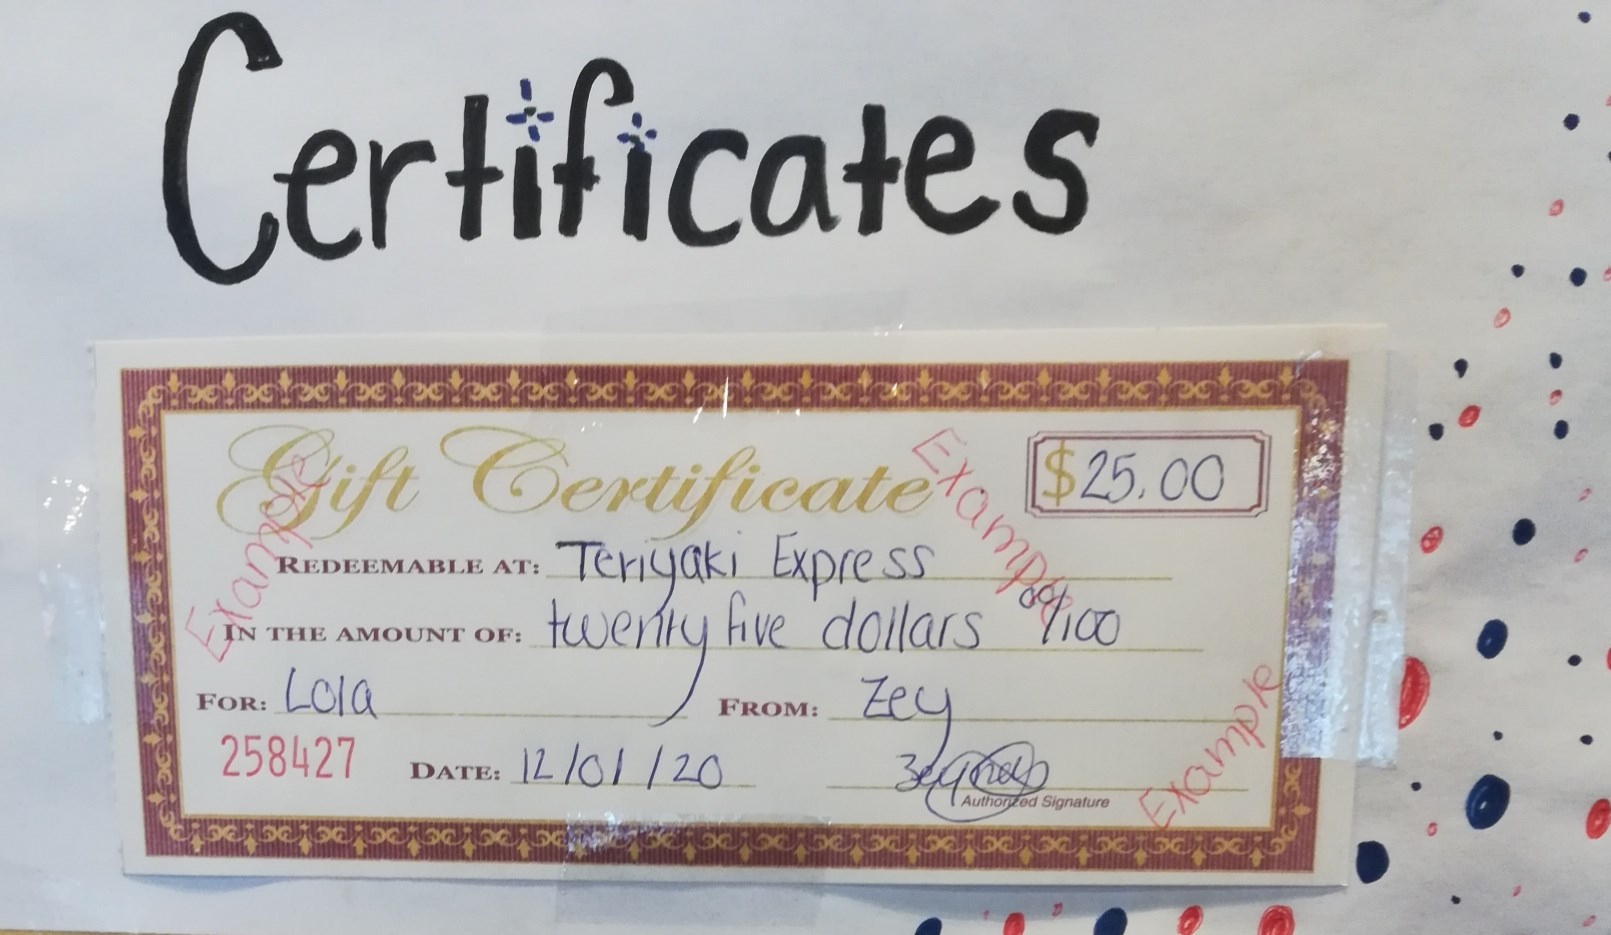 Certificates
Gift Certificate
$25.00
Example
Example
REDEEMABLE AT: Teriyaki Express
IN THE AMOUNT OF: twenty five dollars 00/100
FOR: Lola FROM: Zey
258427 DATE: 12/01/20
Authorized Signature
Example